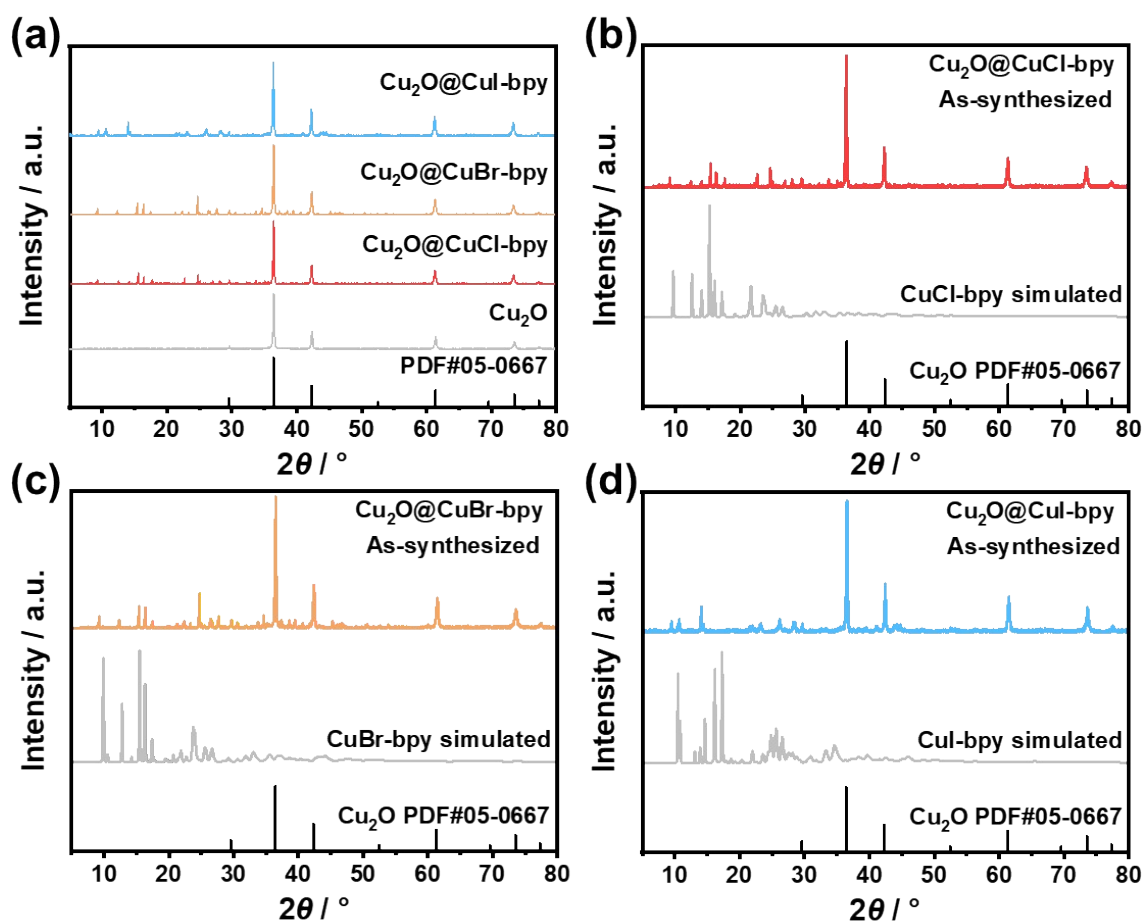 (a)
Cu₂O@CuI-bpy
Cu₂O@CuBr-bpy
Cu₂O@CuCl-bpy
Cu₂O
PDF#05-0667
Intensity / a.u.
10 20 30 40 50 60 70 80
2θ / °
(b)
Cu₂O@CuCl-bpy
As-synthesized
CuCl-bpy simulated
Cu₂O PDF#05-0667
Intensity / a.u.
10 20 30 40 50 60 70 80
2θ / °
(c)
Cu₂O@CuBr-bpy
As-synthesized
CuBr-bpy simulated
Cu₂O PDF#05-0667
Intensity / a.u.
10 20 30 40 50 60 70 80
2θ / °
(d)
Cu₂O@CuI-bpy
As-synthesized
CuI-bpy simulated
Cu₂O PDF#05-0667
Intensity / a.u.
10 20 30 40 50 60 70 80
2θ / °